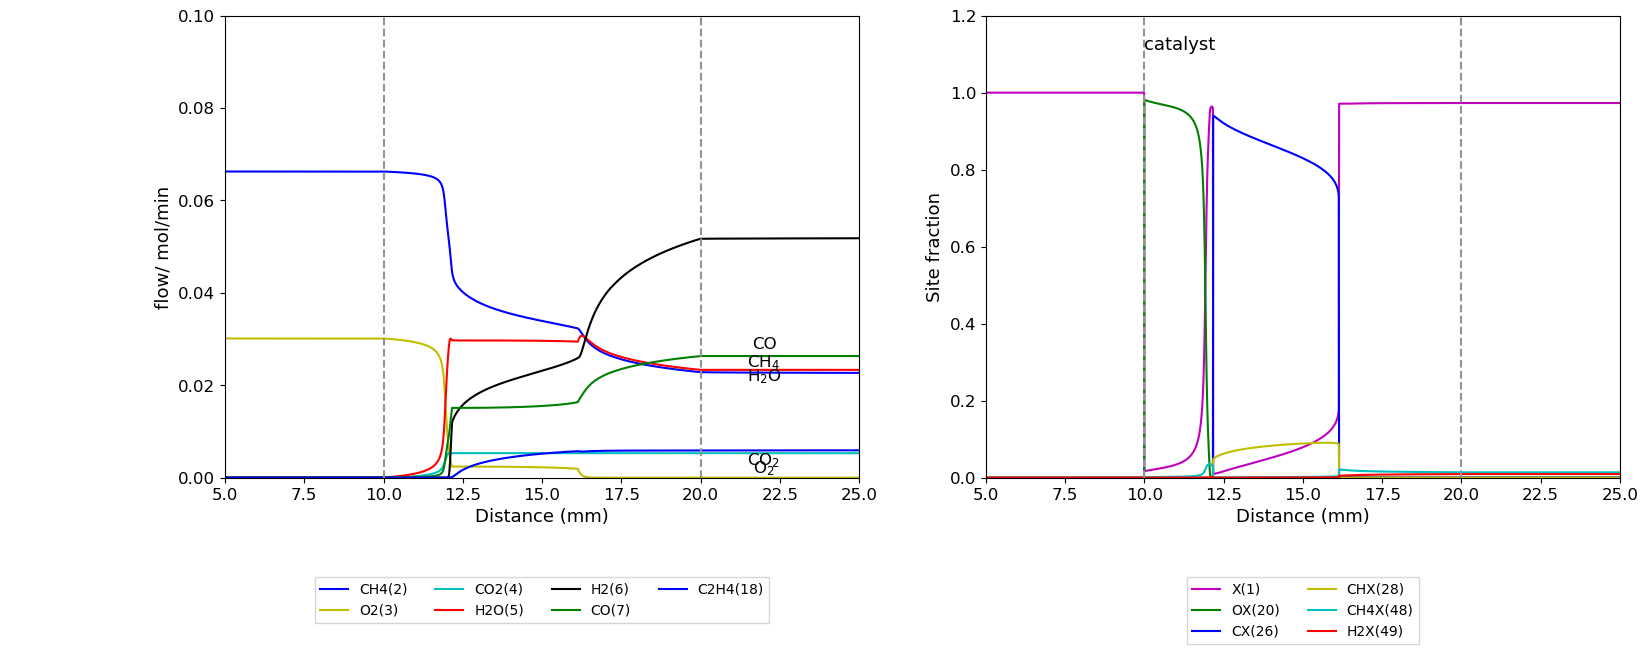 0.10
0.08
0.06
0.04
0.02
0.00
flow/ mol/min
CO
CH4
H2O
CO2
O2
5.0 7.5 10.0 12.5 15.0 17.5 20.0 22.5 25.0
Distance (mm)
CH4(2) CO2(4) H2(6) C2H4(18)
O2(3) H2O(5) CO(7)
1.2
1.0
0.8
0.6
0.4
0.2
0.0
Site fraction
catalyst
5.0 7.5 10.0 12.5 15.0 17.5 20.0 22.5 25.0
Distance (mm)
X(1) CHX(28)
OX(20) CH4X(48)
CX(26) H2X(49)